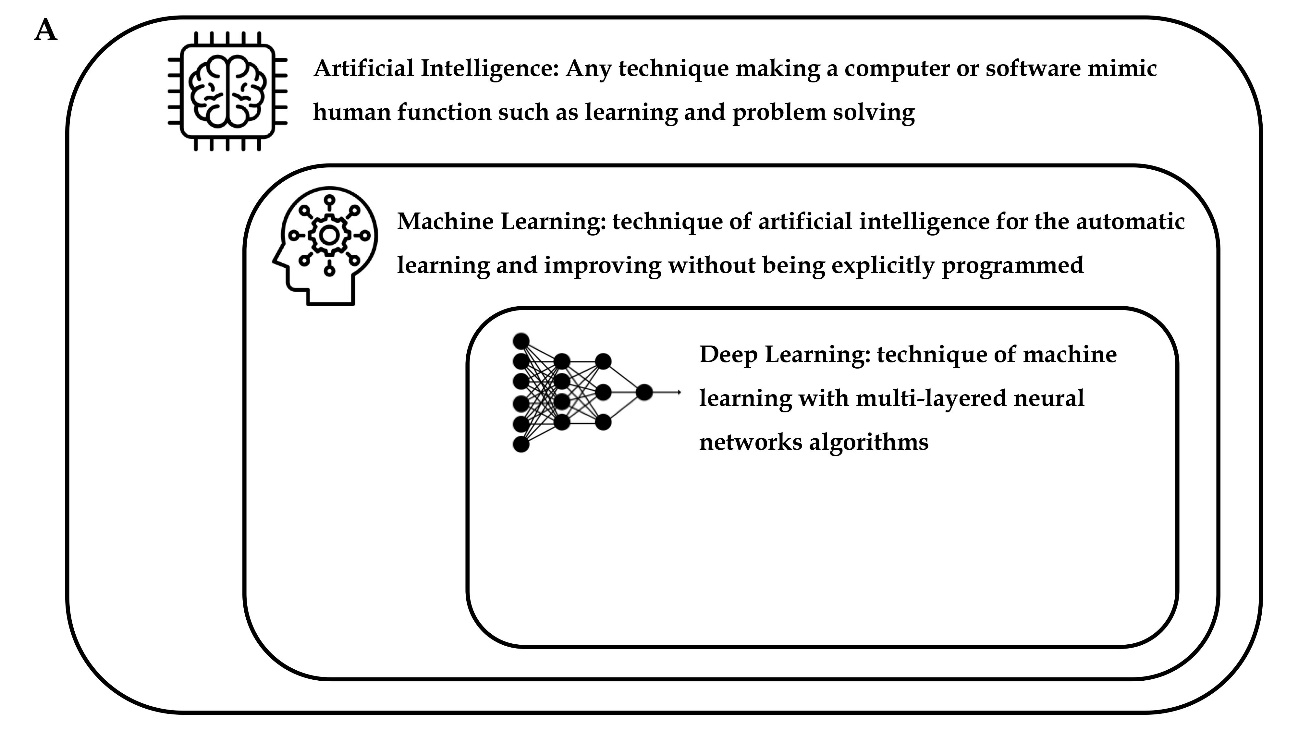 A
Artificial Intelligence: Any technique making a computer or software mimic
human function such as learning and problem solving
Machine Learning: technique of artificial intelligence for the automatic
learning and improving without being explicitly programmed
Deep Learning: technique of machine
learning with multi-layered neural
networks algorithms